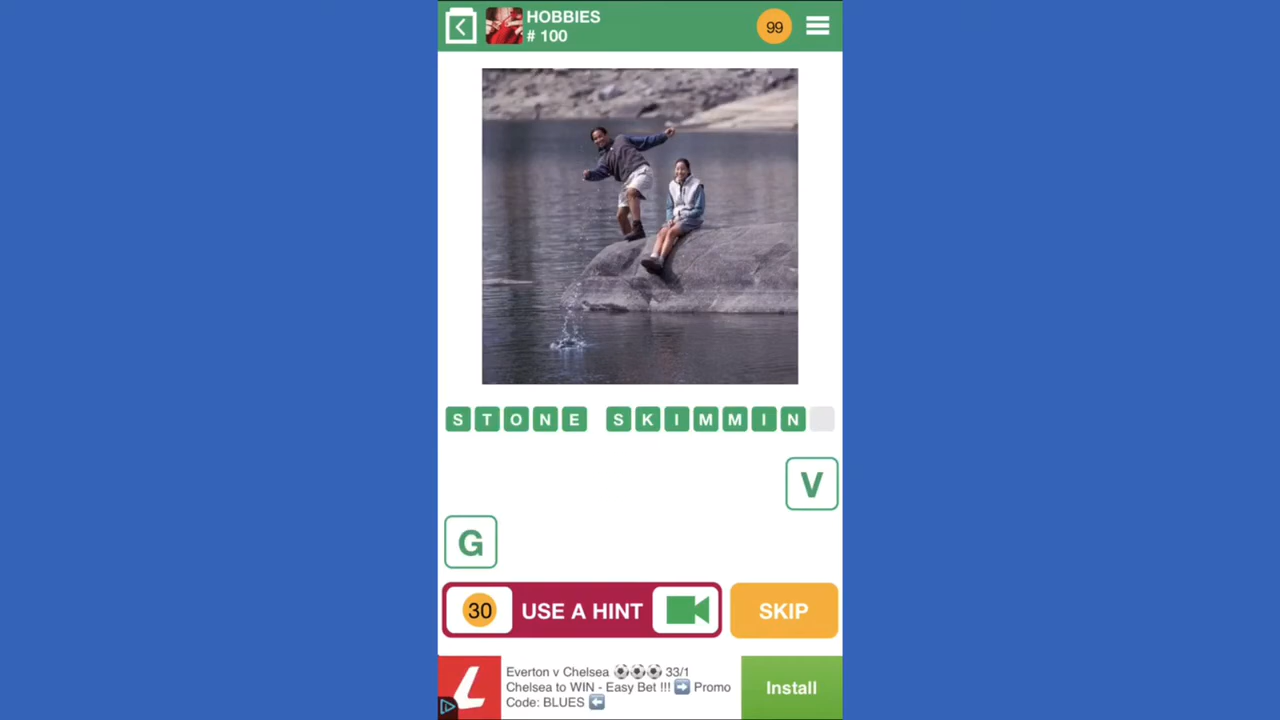 HOBBIES
# 100
99
STONE SKIMMIN
V
G
30 USE A HINT
SKIP
Everton v Chelsea ⚽⚽⚽ 33/1
Chelsea to WIN - Easy Bet !!! ➡ Promo
Code: BLUES ⬅
Install
L